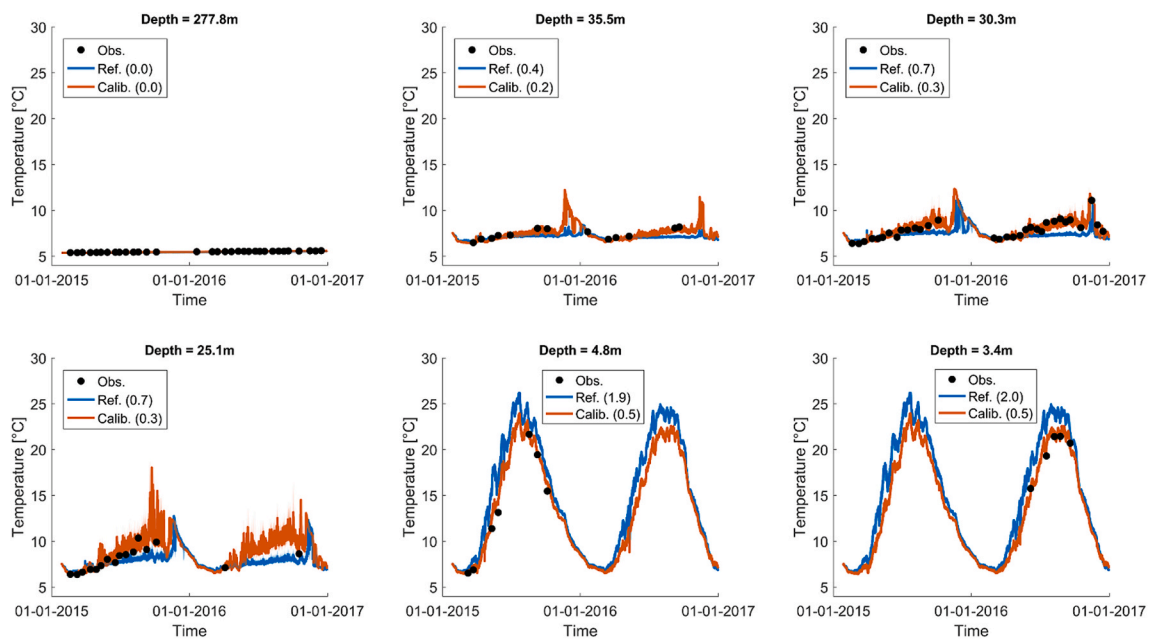 Depth = 277.8m
30
25
20
15
10
5
Temperature [°C]
Obs.
Ref. (0.0)
Calib. (0.0)
01-01-2015
01-01-2016
01-01-2017
Time
Depth = 35.5m
30
25
20
15
10
5
Temperature [°C]
Obs.
Ref. (0.4)
Calib. (0.2)
01-01-2015
01-01-2016
01-01-2017
Time
Depth = 30.3m
30
25
20
15
10
5
Temperature [°C]
Obs.
Ref. (0.7)
Calib. (0.3)
01-01-2015
01-01-2016
01-01-2017
Time
Depth = 25.1m
30
25
20
15
10
5
Temperature [°C]
Obs.
Ref. (0.7)
Calib. (0.3)
01-01-2015
01-01-2016
01-01-2017
Time
Depth = 4.8m
30
25
20
15
10
5
Temperature [°C]
Obs.
Ref. (1.9)
Calib. (0.5)
01-01-2015
01-01-2016
01-01-2017
Time
Depth = 3.4m
30
25
20
15
10
5
Temperature [°C]
Obs.
Ref. (2.0)
Calib. (0.5)
01-01-2015
01-01-2016
01-01-2017
Time